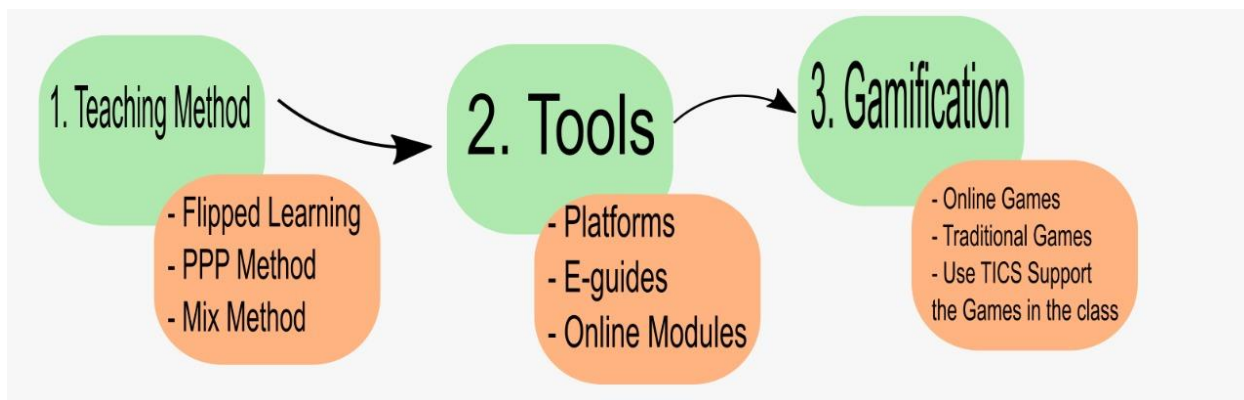 1. Teaching Method
- Flipped Learning
- PPP Method
- Mix Method
2. Tools
- Platforms
- E-guides
- Online Modules
3. Gamification
- Online Games
- Traditional Games
- Use TICS Support
the Games in the class